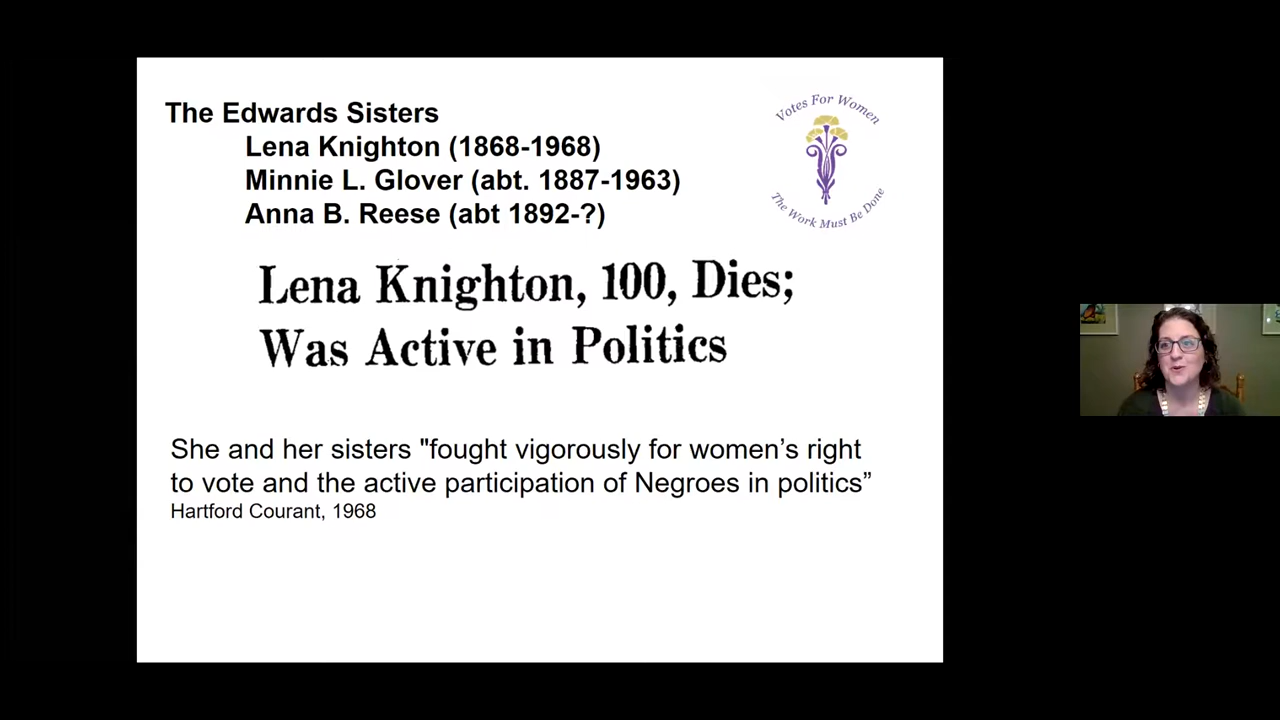 The Edwards Sisters
Lena Knighton (1868-1968)
Minnie L. Glover (abt. 1887-1963)
Anna B. Reese (abt 1892-?)
Votes For Women
The Work Must Be Done
Lena Knighton, 100, Dies;
Was Active in Politics
She and her sisters "fought vigorously for women’s right
to vote and the active participation of Negroes in politics”
Hartford Courant, 1968